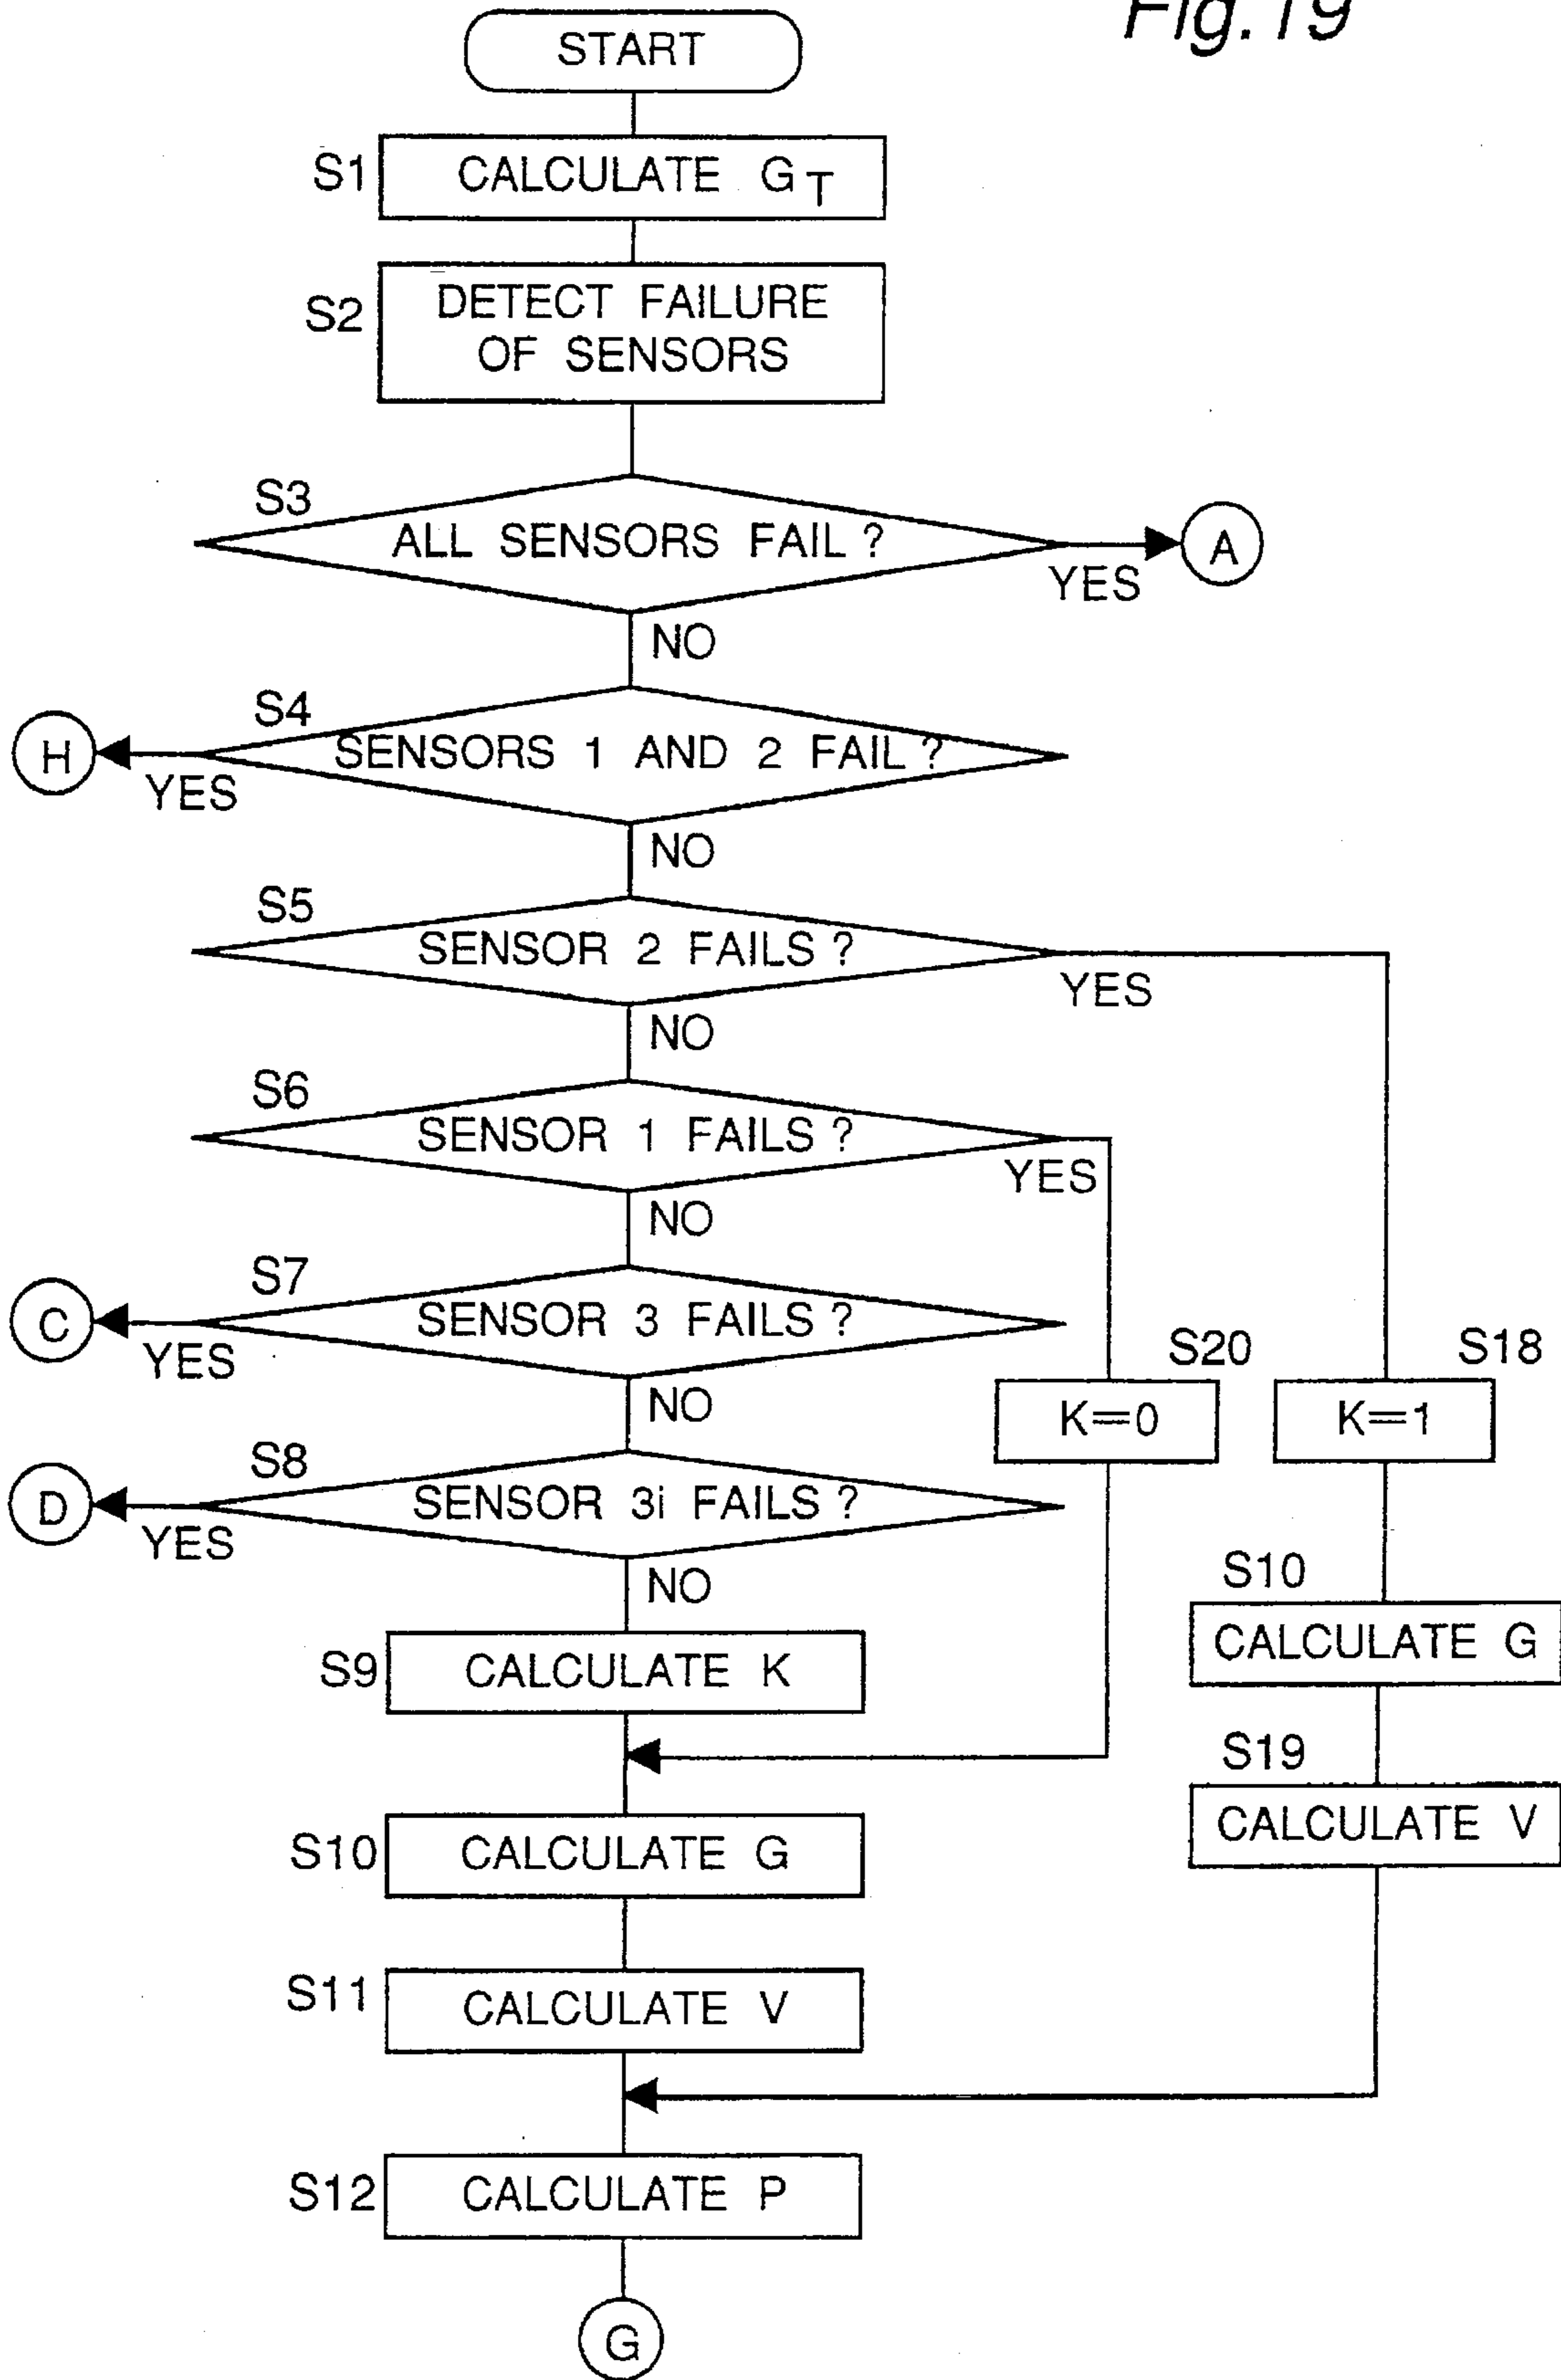 Fig.19
START
S1
CALCULATE GT
S2
DETECT FAILURE
OF SENSORS
S3
ALL SENSORS FAIL ?
YES
A
NO
S4
SENSORS 1 AND 2 FAIL ?
H
YES
NO
S5
SENSOR 2 FAILS ?
YES
NO
S6
SENSOR 1 FAILS ?
YES
NO
S7
SENSOR 3 FAILS ?
C
YES
NO
S20
K=0
S18
K=1
S8
SENSOR 3i FAILS ?
D
YES
NO
S10
CALCULATE G
S9
CALCULATE K
S19
CALCULATE V
S10
CALCULATE G
S11
CALCULATE V
S12
CALCULATE P
G